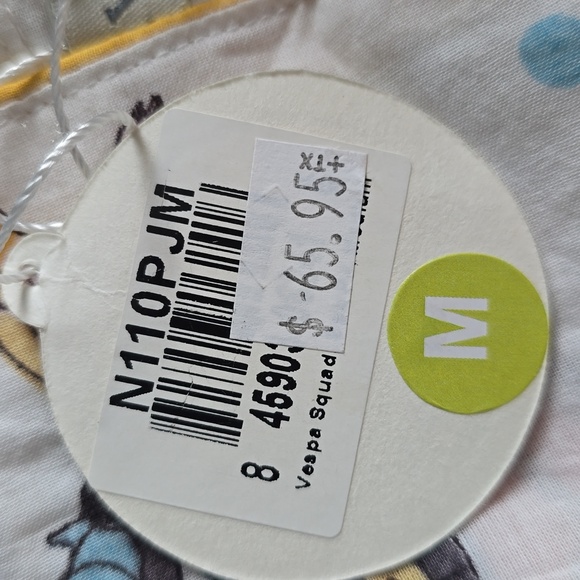 N110PJM
$ 65.95
8 4590
Vespa Squad
M